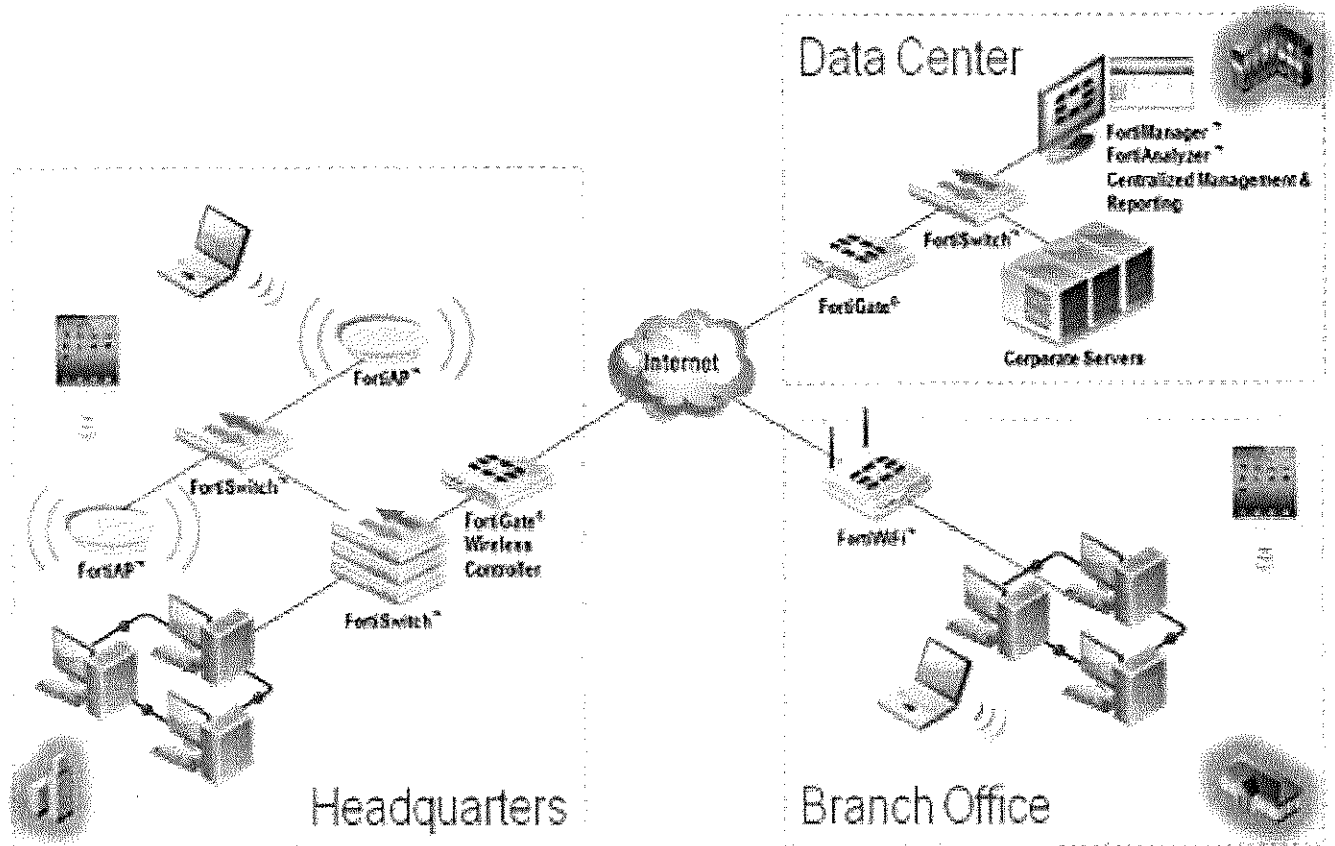 Data Center
FortiManager™
FortiAnalyzer™
Centralized Management &
Reporting
FortiSwitch™
FortiGate®
Corporate Servers
Internet
FortiAP™
FortiSwitch™
FortiAP™
FortiGate®
Wireless
Controller
FortiSwitch™
Headquarters
FortiWiFi™
Branch Office